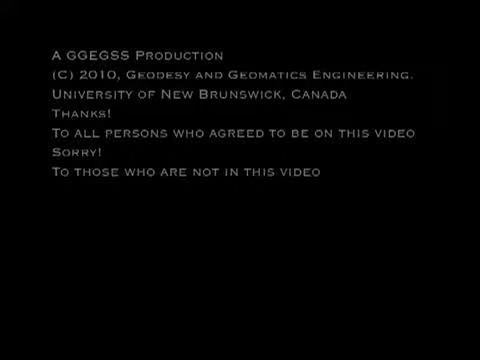 A GGEGSS Production
(C) 2010, Geodesy and Geomatics Engineering.
University of New Brunswick, Canada
Thanks!
To all persons who agreed to be on this video
Sorry!
To those who are not in this video